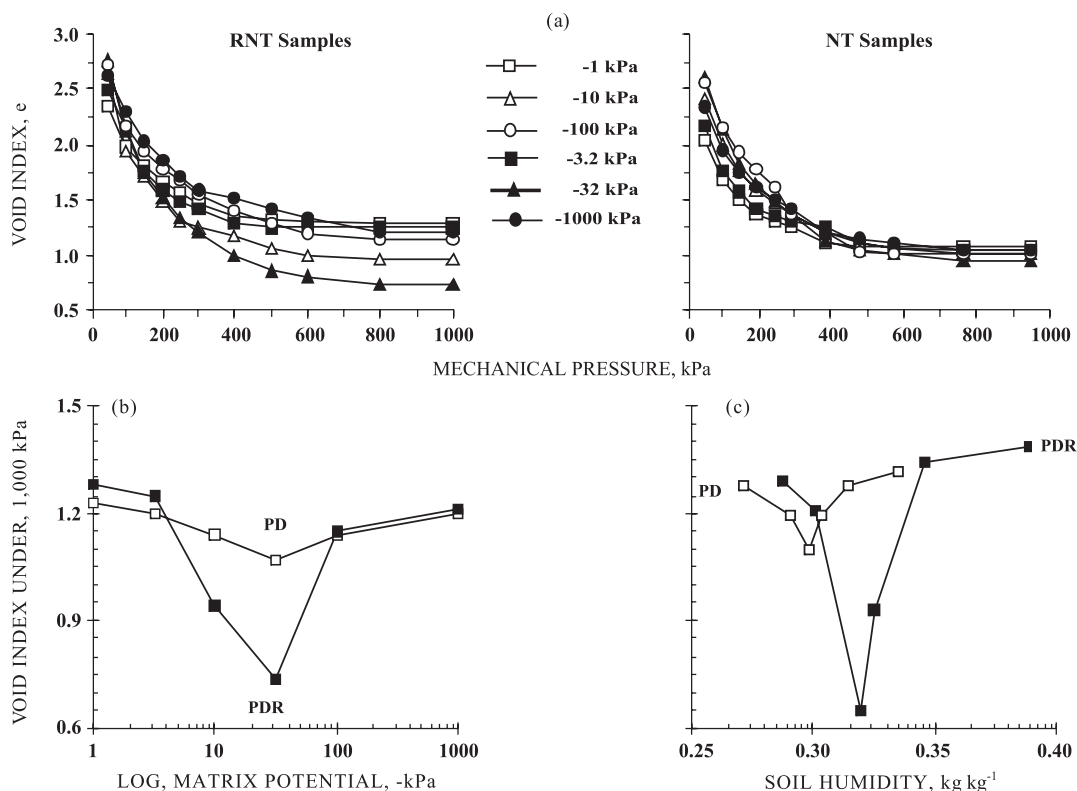 (a)
RNT Samples
NT Samples
3.0
2.5
2.0
1.5
1.0
0.5
VOID INDEX, e
-1 kPa
-10 kPa
-100 kPa
-3.2 kPa
-32 kPa
-1000 kPa
0 200 400 600 800 1000
0 200 400 600 800 1000
MECHANICAL PRESSURE, kPa
(b)
1.5
1.2
0.9
0.6
VOID INDEX UNDER, 1,000 kPa
PD
PDR
1 10 100 1000
LOG, MATRIX POTENTIAL, -kPa
(c)
PDR
PD
0.25 0.30 0.35 0.40
SOIL HUMIDITY, kg kg-1